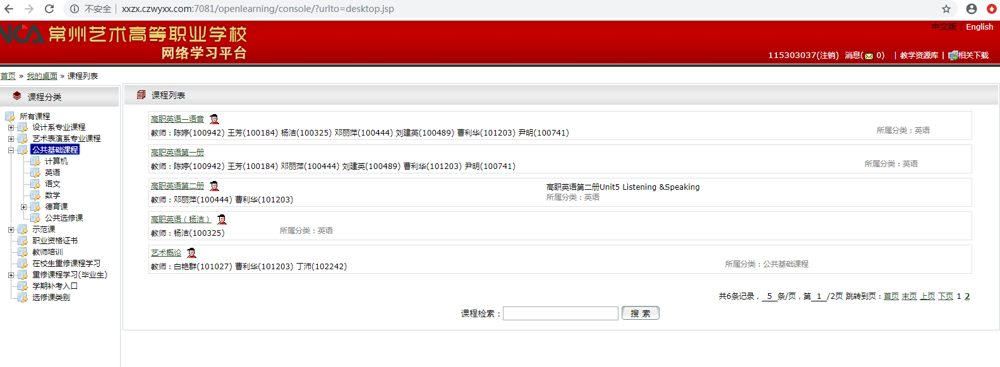 不安全 xxzx.czwyxx.com:7081/openlearning/console/?urlto=desktop.jsp
中文版 | English
NCA 常州艺术高等职业学校
网络学习平台
115303037(注销) 消息( 0) | 教学资源库 | 相关下载
首页 » 我的桌面 » 课程列表
课程分类
所有课程
设计系专业课程
艺术表演系专业课程
公共基础课程
计算机
英语
语文
数学
德育课
公共选修课
示范课
职业资格证书
教师培训
在校生重修课程学习
重修课程学习(毕业生)
学期补考入口
选修课类别
课程列表
高职英语—语音
教师：陈婷(100942) 王芳(100184) 杨洁(100325) 邓丽萍(100444) 刘建英(100489) 曹利华(101203) 尹明(100741)
所属分类：英语
高职英语第一册
教师：陈婷(100942) 王芳(100184) 邓丽萍(100444) 刘建英(100489) 曹利华(101203) 尹明(100741)
所属分类：英语
高职英语第二册
教师：邓丽萍(100444) 曹利华(101203)
高职英语第二册Unit5 Listening &Speaking
所属分类：英语
高职英语（杨洁）
教师：杨洁(100325)
所属分类：英语
艺术概论
教师：白艳群(101027) 曹利华(101203) 丁沛(102242)
所属分类：公共基础课程
共6条记录， 5 条/页，第 1 /2页 跳转到页：首页 末页 上页 下页 1 2
课程检索：
搜 索